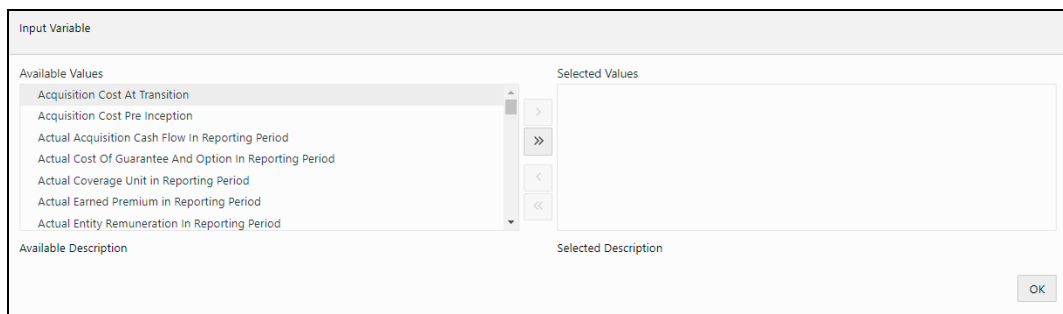 Input Variable
Available Values
Selected Values
Acquisition Cost At Transition
Acquisition Cost Pre Inception
Actual Acquisition Cash Flow In Reporting Period
Actual Cost Of Guarantee And Option In Reporting Period
Actual Coverage Unit in Reporting Period
Actual Earned Premium in Reporting Period
Actual Entity Remuneration In Reporting Period
Available Description
Selected Description
OK